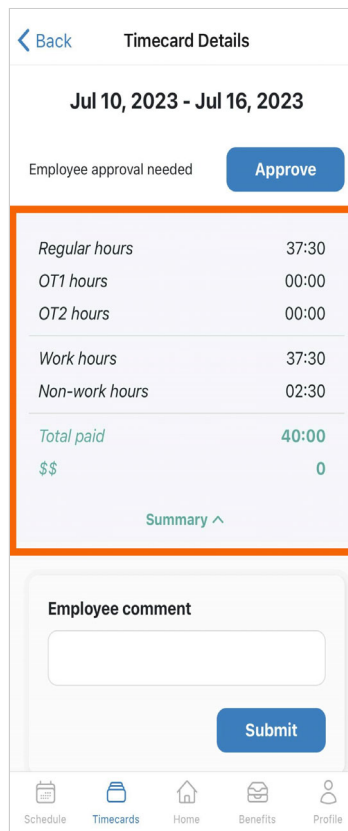 Back Timecard Details
Jul 10, 2023 - Jul 16, 2023
Employee approval needed Approve
Regular hours 37:30
OT1 hours 00:00
OT2 hours 00:00
Work hours 37:30
Non-work hours 02:30
Total paid 40:00
$$ 0
Summary
Employee comment
Submit
Schedule Timecards Home Benefits Profile